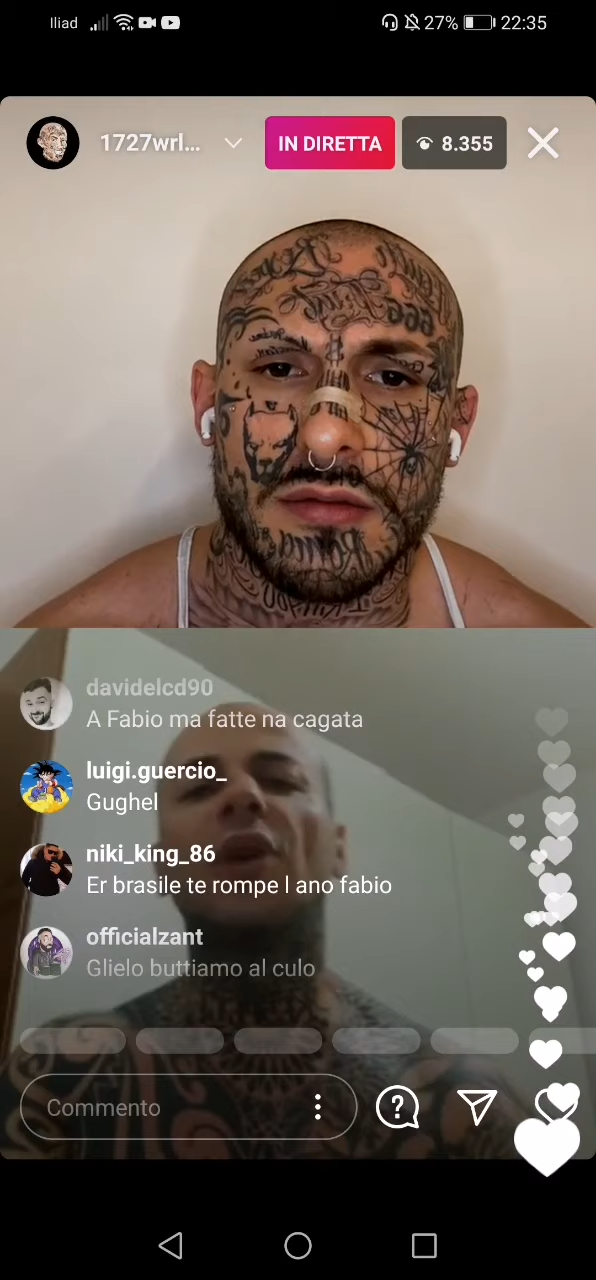 Iliad 27% 22:35
1727wrl... IN DIRETTA 8.355
666
davidelcd90
A Fabio ma fatte na cagata
luigi.guercio_
Gughel
niki_king_86
Er brasile te rompe l ano fabio
officialzant
Glielo buttiamo al culo
Commento